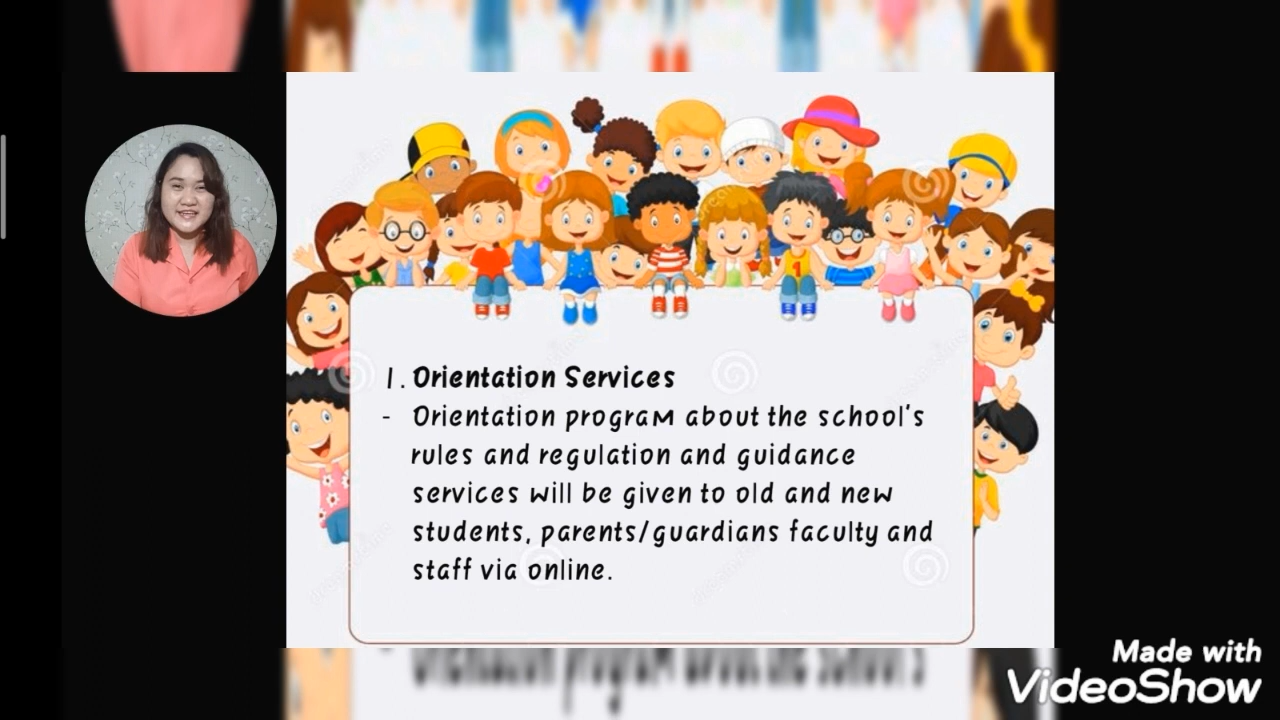 1. Orientation Services
- Orientation program about the school's
rules and regulation and guidance
services will be given to old and new
students, parents/guardians faculty and
staff via online.
Made with
VideoShow